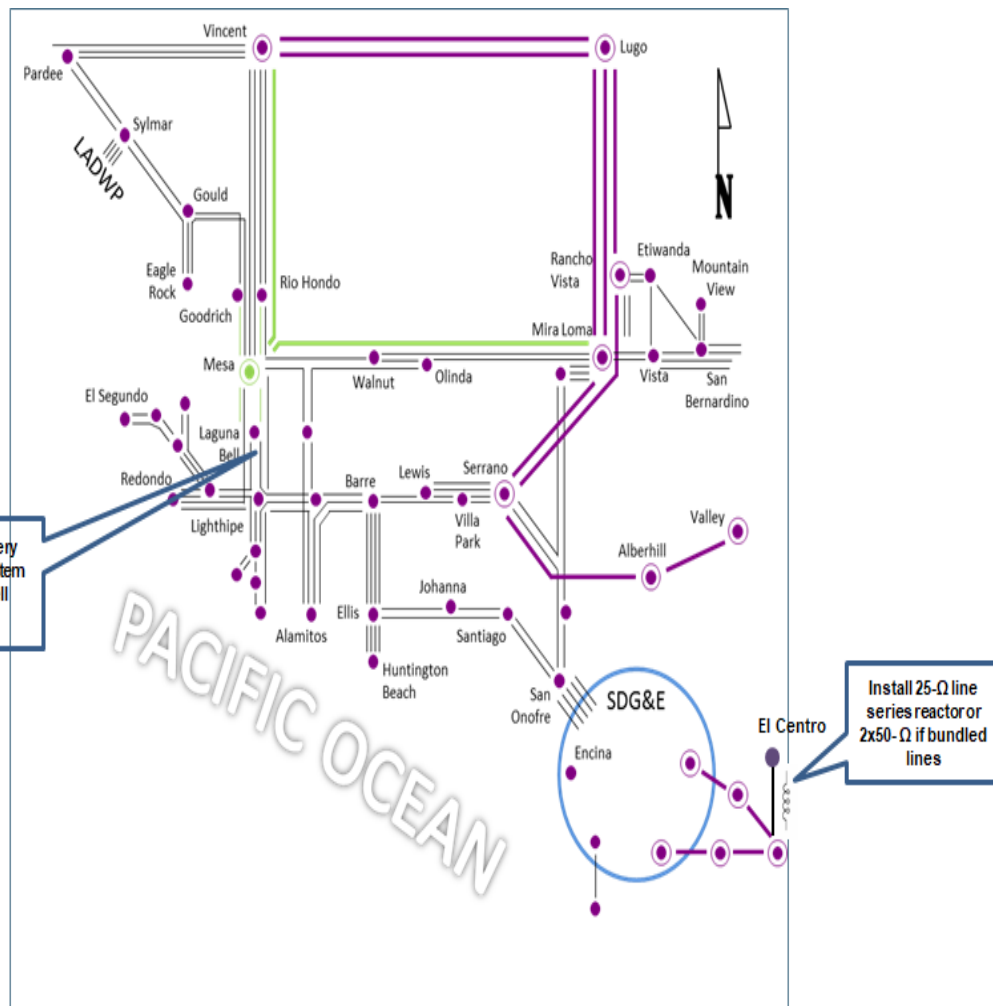 Vincent
Lugo
Pardee
Sylmar
LADWP
N
Gould
Eagle
Rock
Goodrich
Rio Hondo
Rancho
Vista
Etiwanda
Mountain
View
Mira Loma
Mesa
Walnut
Olinda
Vista
San
Bernardino
El Segundo
Laguna
Bell
Redondo
Lighthipe
Barre
Lewis
Serrano
Villa
Park
Valley
Alberhill
Johanna
Ellis
Santiago
Alamitos
Huntington
Beach
San
Onofre
SDG&E
PACIFIC OCEAN
Encina
El Centro
Install 25-Ω line
series reactor or
2x50- Ω if bundled
lines